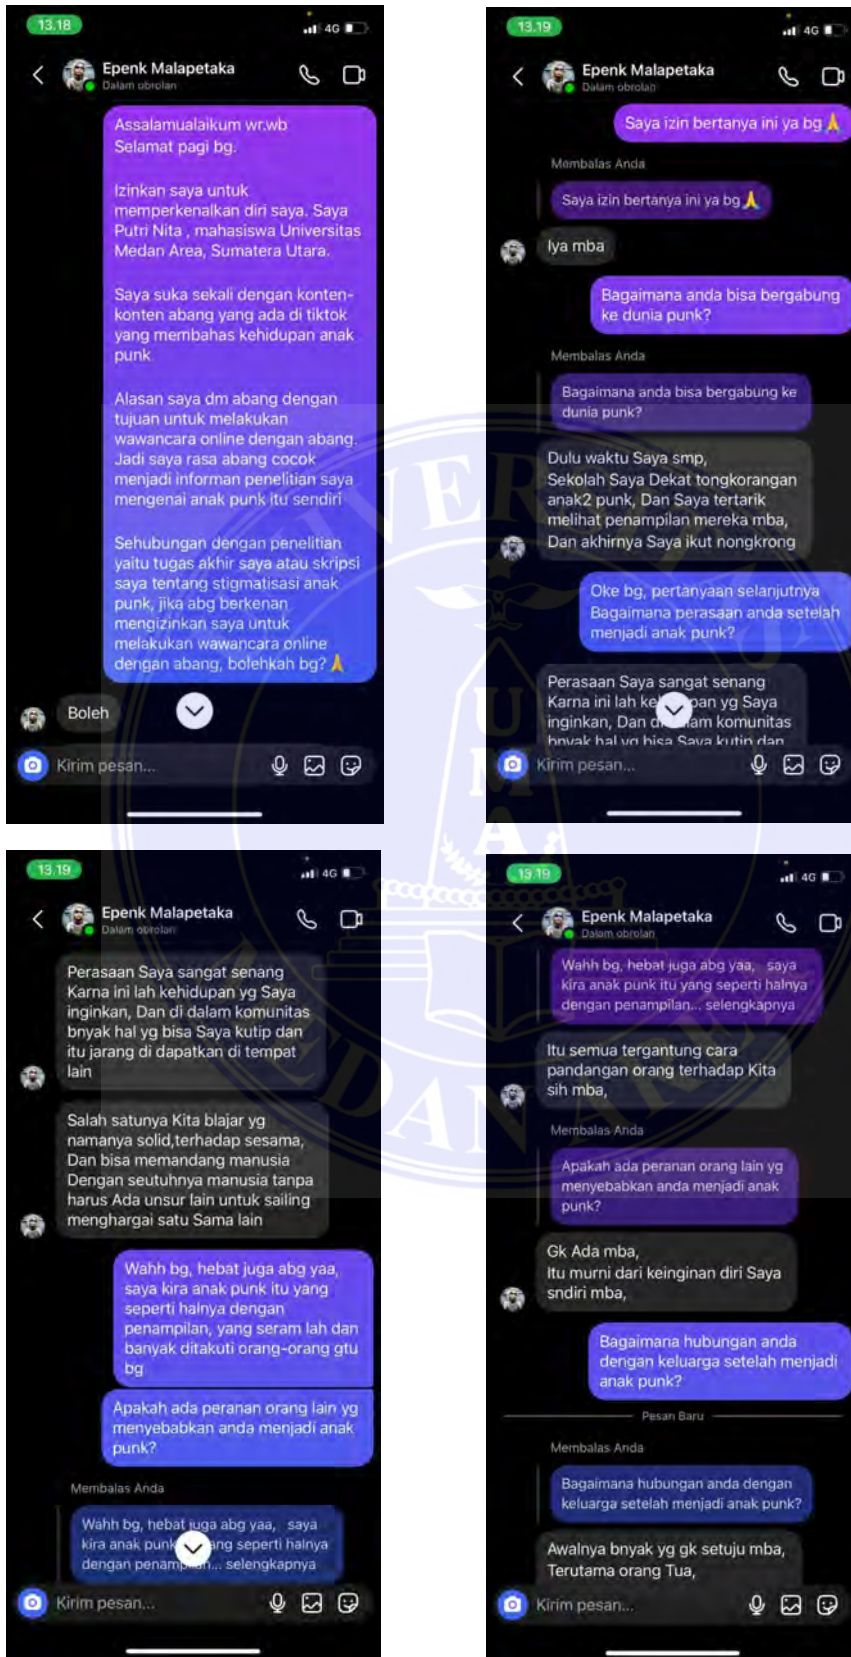 13.18
4G
Epenk Malapetaka
Dalam obrolan
Assalamualaikum wr.wb
Selamat pagi bg.
Izinkan saya untuk
memperkenalkan diri saya. Saya
Putri Nita , mahasiswa Universitas
Medan Area, Sumatera Utara.
Saya suka sekali dengan konten-
konten abang yang ada di tiktok
yang membahas kehidupan anak
punk
Alasan saya dm abang dengan
tujuan untuk melakukan
wawancara online dengan abang.
Jadi saya rasa abang cocok
menjadi informan penelitian saya
mengenai anak punk itu sendiri
Sehubungan dengan penelitian
yaitu tugas akhir saya atau skripsi
saya tentang stigmatisasi anak
punk, jika abg berkenan
mengizinkan saya untuk
melakukan wawancara online
dengan abang, bolehkah bg?🙏
Boleh
Kirim pesan...
13.19
4G
Epenk Malapetaka
Dalam obrolan
Saya izin bertanya ini ya bg🙏
Membalas Anda
Saya izin bertanya ini ya bg🙏
Iya mba
Bagaimana anda bisa bergabung
ke dunia punk?
Membalas Anda
Bagaimana anda bisa bergabung ke
dunia punk?
Dulu waktu Saya smp,
Sekolah Saya Dekat tongkorangan
anak2 punk, Dan Saya tertarik
melihat penampilan mereka mba,
Dan akhirnya Saya ikut nongkrong
Oke bg, pertanyaan selanjutnya
Bagaimana perasaan anda setelah
menjadi anak punk?
Perasaan Saya sangat senang
Karna ini lah yg Saya
inginkan, Dan komunitas
bnyak hal yg bisa Saya kutip dan
Kirim pesan...
13.19
4G
Epenk Malapetaka
Dalam obrolan
Perasaan Saya sangat senang
Karna ini lah kehidupan yg Saya
inginkan, Dan di dalam komunitas
bnyak hal yg bisa Saya kutip dan
itu jarang di dapatkan di tempat
lain
Salah satunya Kita blajar yg
namanya solid,terhadap sesama,
Dan bisa memandang manusia
Dengan seutuhnya manusia tanpa
harus Ada unsur lain untuk sailing
menghargai satu Sama lain
Wahh bg, hebat juga abg yaa,
saya kira anak punk itu yang
seperti halnya dengan
penampilan, yang seram lah dan
banyak ditakuti orang-orang gtu
bg
Apakah ada peranan orang lain yg
menyebabkan anda menjadi anak
punk?
Membalas Anda
Wahh bg, hebat juga abg yaa, saya
kira anak punk seperti halnya
dengan selengkapnya
Kirim pesan...
13.19
4G
Epenk Malapetaka
Dalam obrolan
Wahh bg, hebat juga abg yaa, saya
kira anak punk itu yang seperti halnya
dengan penampilan... selengkapnya
Itu semua tergantung cara
pandangan orang terhadap Kita
sih mba,
Membalas Anda
Apakah ada peranan orang lain yg
menyebabkan anda menjadi anak
punk?
Gk Ada mba,
Itu murni dari keinginan diri Saya
sndiri mba,
Bagaimana hubungan anda
dengan keluarga setelah menjadi
anak punk?
Pesan Baru
Membalas Anda
Bagaimana hubungan anda dengan
keluarga setelah menjadi anak punk?
Awalnya bnyak yg gk setuju mba,
Terutama orang Tua,
Kirim pesan...
UNIVERSITAS
MEDAN AREA
U
M
A